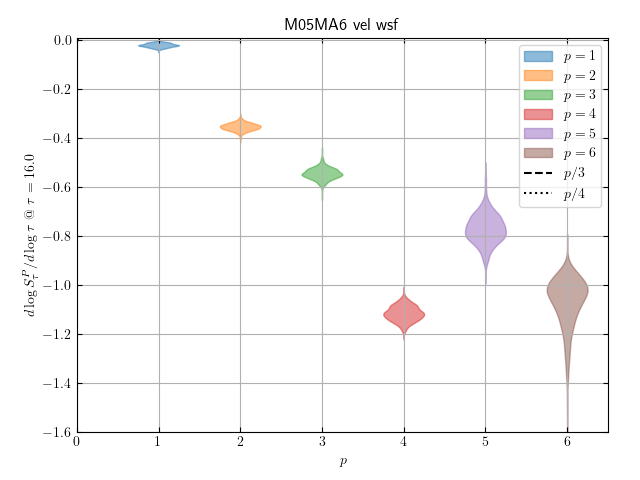 M05MA6 vel wsf
d log S_τ^P / d log τ @ τ = 16.0
0.0
−0.2
−0.4
−0.6
−0.8
−1.0
−1.2
−1.4
−1.6
0 1 2 3 4 5 6
p
p = 1
p = 2
p = 3
p = 4
p = 5
p = 6
p/3
p/4